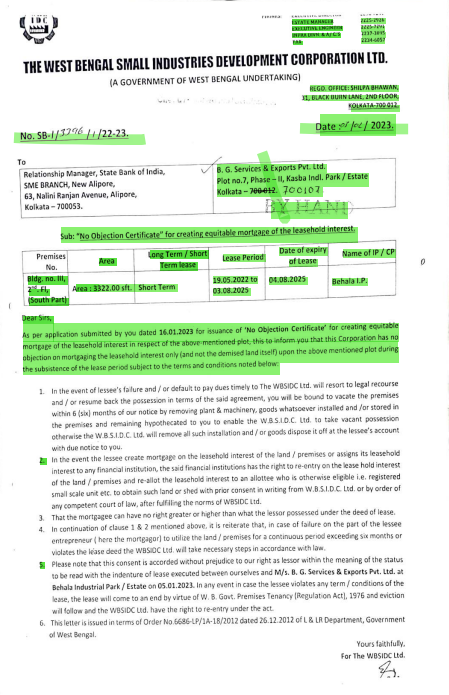 IDC
PHONES: EXECUTIVE DIRECTOR
ESTATE MANAGER
EXECUTIVE ENGINEER
FAX
THE WEST BENGAL SMALL INDUSTRIES DEVELOPMENT CORPORATION LTD.
(A GOVERNMENT OF WEST BENGAL UNDERTAKING)
REGD. OFFICE: SHILPA BHAWAN,
31, BLACK BURN LANE, 2ND FLOOR,
KOLKATA-700 012.
No. SB-I/3296/1/22-23.
Date 2023.
To
Relationship Manager, State Bank of India,
SME BRANCH, New Alipore,
63, Nalini Ranjan Avenue, Alipore,
Kolkata – 700053.
B. G. Services & Exports Pvt. Ltd.
Plot no.7, Phase – II, Kasba Indl. Park / Estate
Kolkata – 700012. 700107
BY HAND
Sub: "No Objection Certificate" for creating equitable mortgage of the leasehold interest.
Premises No. Area Long Term / Short Term lease Lease Period Date of expiry of Lease Name of IP / CP
Bldg. no. III, 2nd. Fl, (South Part) Area : 3322.00 sft. Short Term 19.05.2022 to 03.08.2025 04.08.2025 Behala I.P.
Dear Sirs,
As per application submitted by you dated 16.01.2023 for issuance of 'No Objection Certificate' for creating equitable
mortgage of the leasehold interest in respect of the above-mentioned plot; this to inform you that this Corporation has no
objection on mortgaging the leasehold interest only (and not the demised land itself) upon the above mentioned plot during
the subsistence of the lease period subject to the terms and conditions noted below:
1. In the event of lessee's failure and / or default to pay dues timely to The WBSIDC Ltd. will resort to legal recourse
and / or resume back the possession in terms of the said agreement, you will be bound to vacate the premises
within 6 (six) months of our notice by removing plant & machinery, goods whatsoever installed and /or stored in
the premises and remaining hypothecated to you to enable the W.B.S.I.D.C. Ltd. to take vacant possession
otherwise the W.B.S.I.D.C. Ltd will remove all such installation and / or goods dispose it off at the lessee's account
with due notice to you.
2. In the event the lessee create mortgage on the leasehold interest of the land / premises or assigns its leasehold
interest to any financial institution, the said financial institutions has the right to re-entry on the lease hold interest
of the land / premises and re-allot the leasehold interest to an allottee who is otherwise eligible i.e. registered
small scale unit etc. to obtain such land or shed with prior consent in writing from W.B.S.I.D.C. Ltd. or by order of
any competent court of law, after fulfilling the norms of WBSIDC Ltd.
3. That the mortgagee can have no right greater or higher than what the lessor possessed under the deed of lease.
4. In continuation of clause 1 & 2 mentioned above, it is reiterate that, in case of failure on the part of the lessee
entrepreneur ( here the mortgagor) to utilize the land / premises for a continuous period exceeding six months or
violates the lease deed the WBSIDC Ltd. will take necessary steps in accordance with law.
5. Please note that this consent is accorded without prejudice to our right as lessor within the meaning of the status
to be read with the indenture of lease executed between ourselves and M/s. B. G. Services & Exports Pvt. Ltd. at
Behala Industrial Park / Estate on 05.01.2023. In any event in case the lessee violates any term / conditions of the
lease, the lease will come to an end by virtue of W. B. Govt. Premises Tenancy (Regulation Act), 1976 and eviction
will follow and the WBSIDC Ltd. have the right to re-entry under the act.
6. This letter is issued in terms of Order No.6686-LP/1A-18/2012 dated 26.12.2012 of L & LR Department, Government
of West Bengal.
Yours faithfully,
For The WBSIDC Ltd.